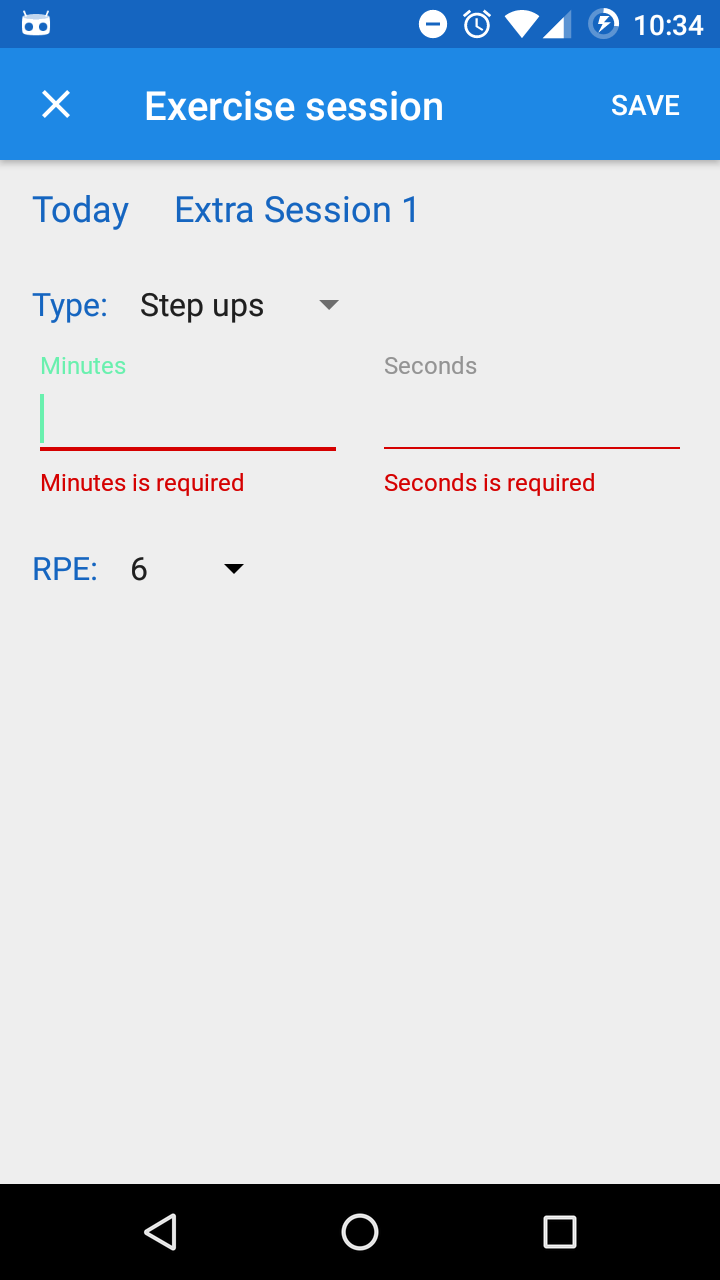 10:34
Exercise session SAVE
Today Extra Session 1
Type: Step ups
Minutes Seconds
Minutes is required Seconds is required
RPE: 6